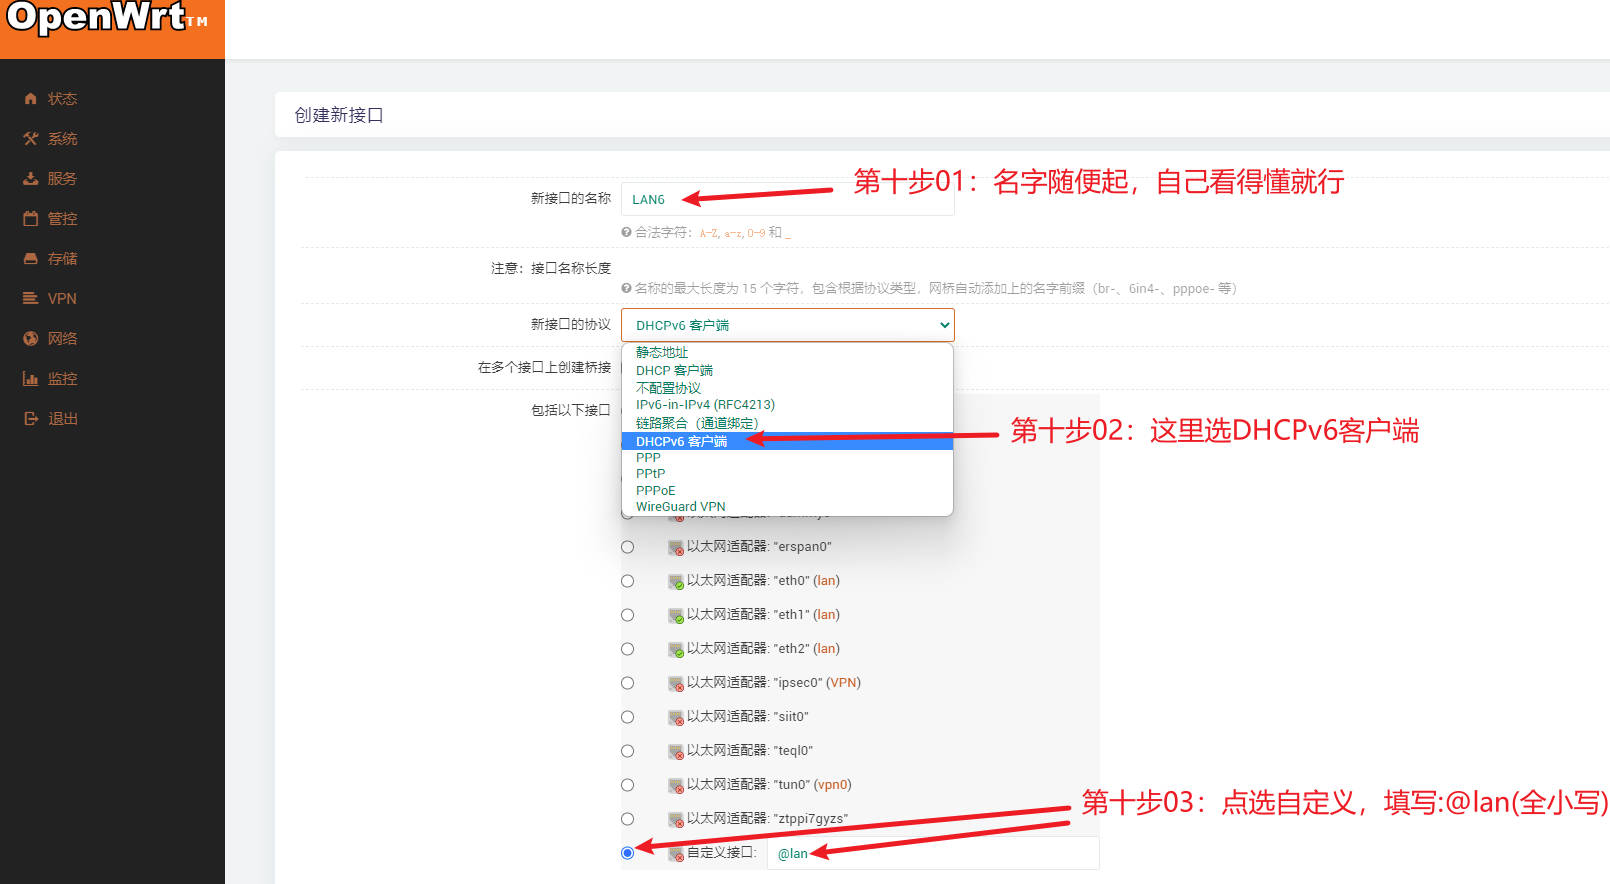 OpenWrt™
创建新接口
状态
系统
服务
管控
存储
VPN
网络
监控
退出
新接口的名称
LAN6
第十步01：名字随便起，自己看得懂就行
合法字符：A-Z, a-z, 0-9 和 _
注意：接口名称长度
名称的最大长度为 15 个字符，包含根据协议类型，网桥自动添加上的名字前缀（br-、6in4-、pppoe- 等）
新接口的协议
DHCPv6 客户端
静态地址
DHCP 客户端
不配置协议
IPv6-in-IPv4 (RFC4213)
链路聚合（通道绑定）
DHCPv6 客户端
PPP
PPtP
PPPoE
WireGuard VPN
第十步02：这里选DHCPv6客户端
在多个接口上创建桥接
包括以下接口
以太网适配器: "erspan0"
以太网适配器: "eth0" (lan)
以太网适配器: "eth1" (lan)
以太网适配器: "eth2" (lan)
以太网适配器: "ipsec0" (VPN)
以太网适配器: "siit0"
以太网适配器: "teql0"
以太网适配器: "tun0" (vpn0)
以太网适配器: "ztppi7gyzs"
自定义接口: @lan
第十步03：点选自定义，填写:@lan(全小写)